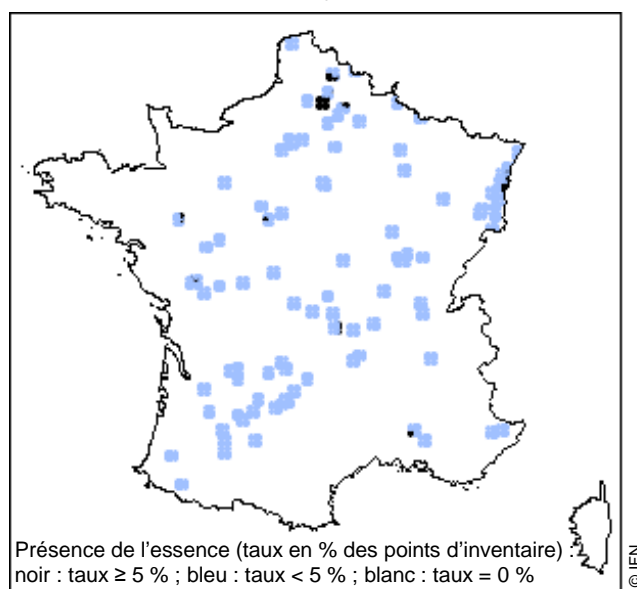 Présence de l’essence (taux en % des points d’inventaire) :
noir : taux ≥ 5 % ; bleu : taux < 5 % ; blanc : taux = 0 %
© IFN